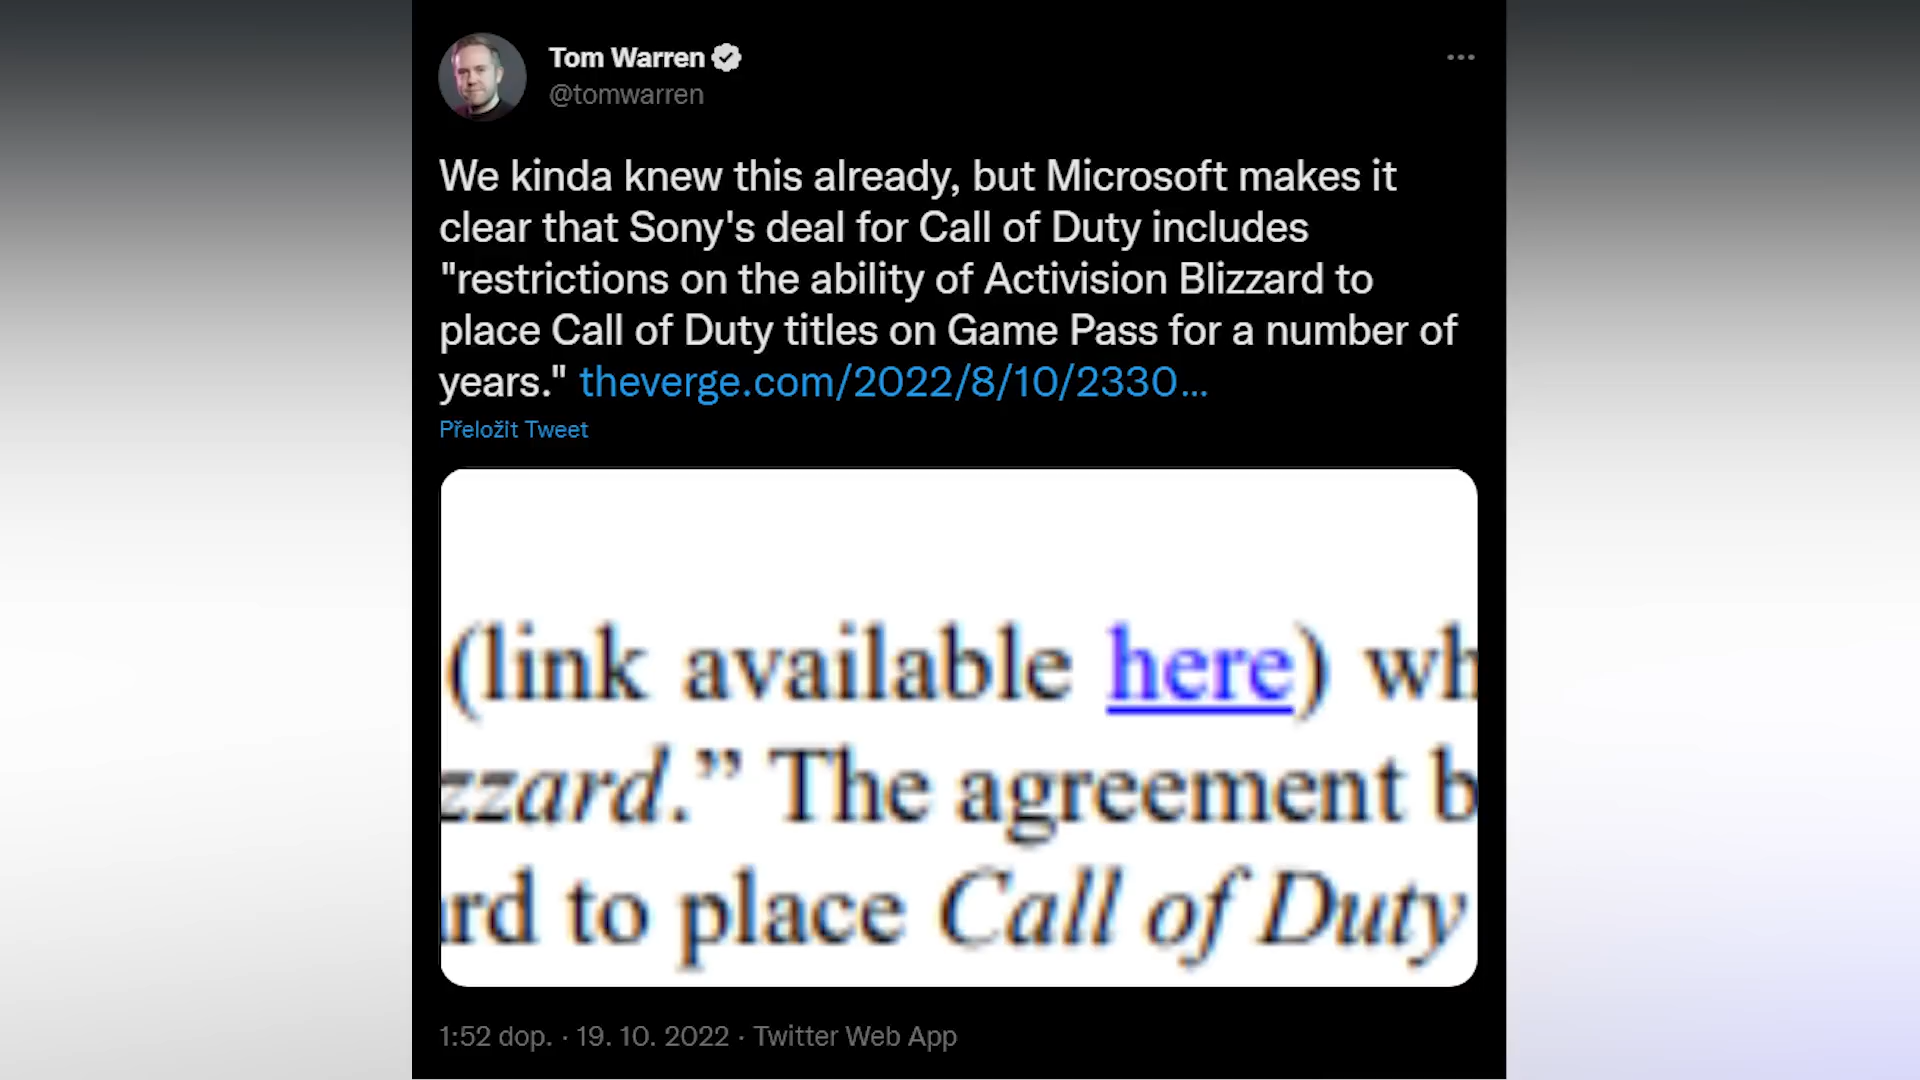 Tom Warren
@tomwarren
We kinda knew this already, but Microsoft makes it
clear that Sony's deal for Call of Duty includes
"restrictions on the ability of Activision Blizzard to
place Call of Duty titles on Game Pass for a number of
years." theverge.com/2022/8/10/2330...
Přeložit Tweet
(link available here) wh
zzard.” The agreement b
rd to place Call of Duty
1:52 dop. · 19. 10. 2022 · Twitter Web App